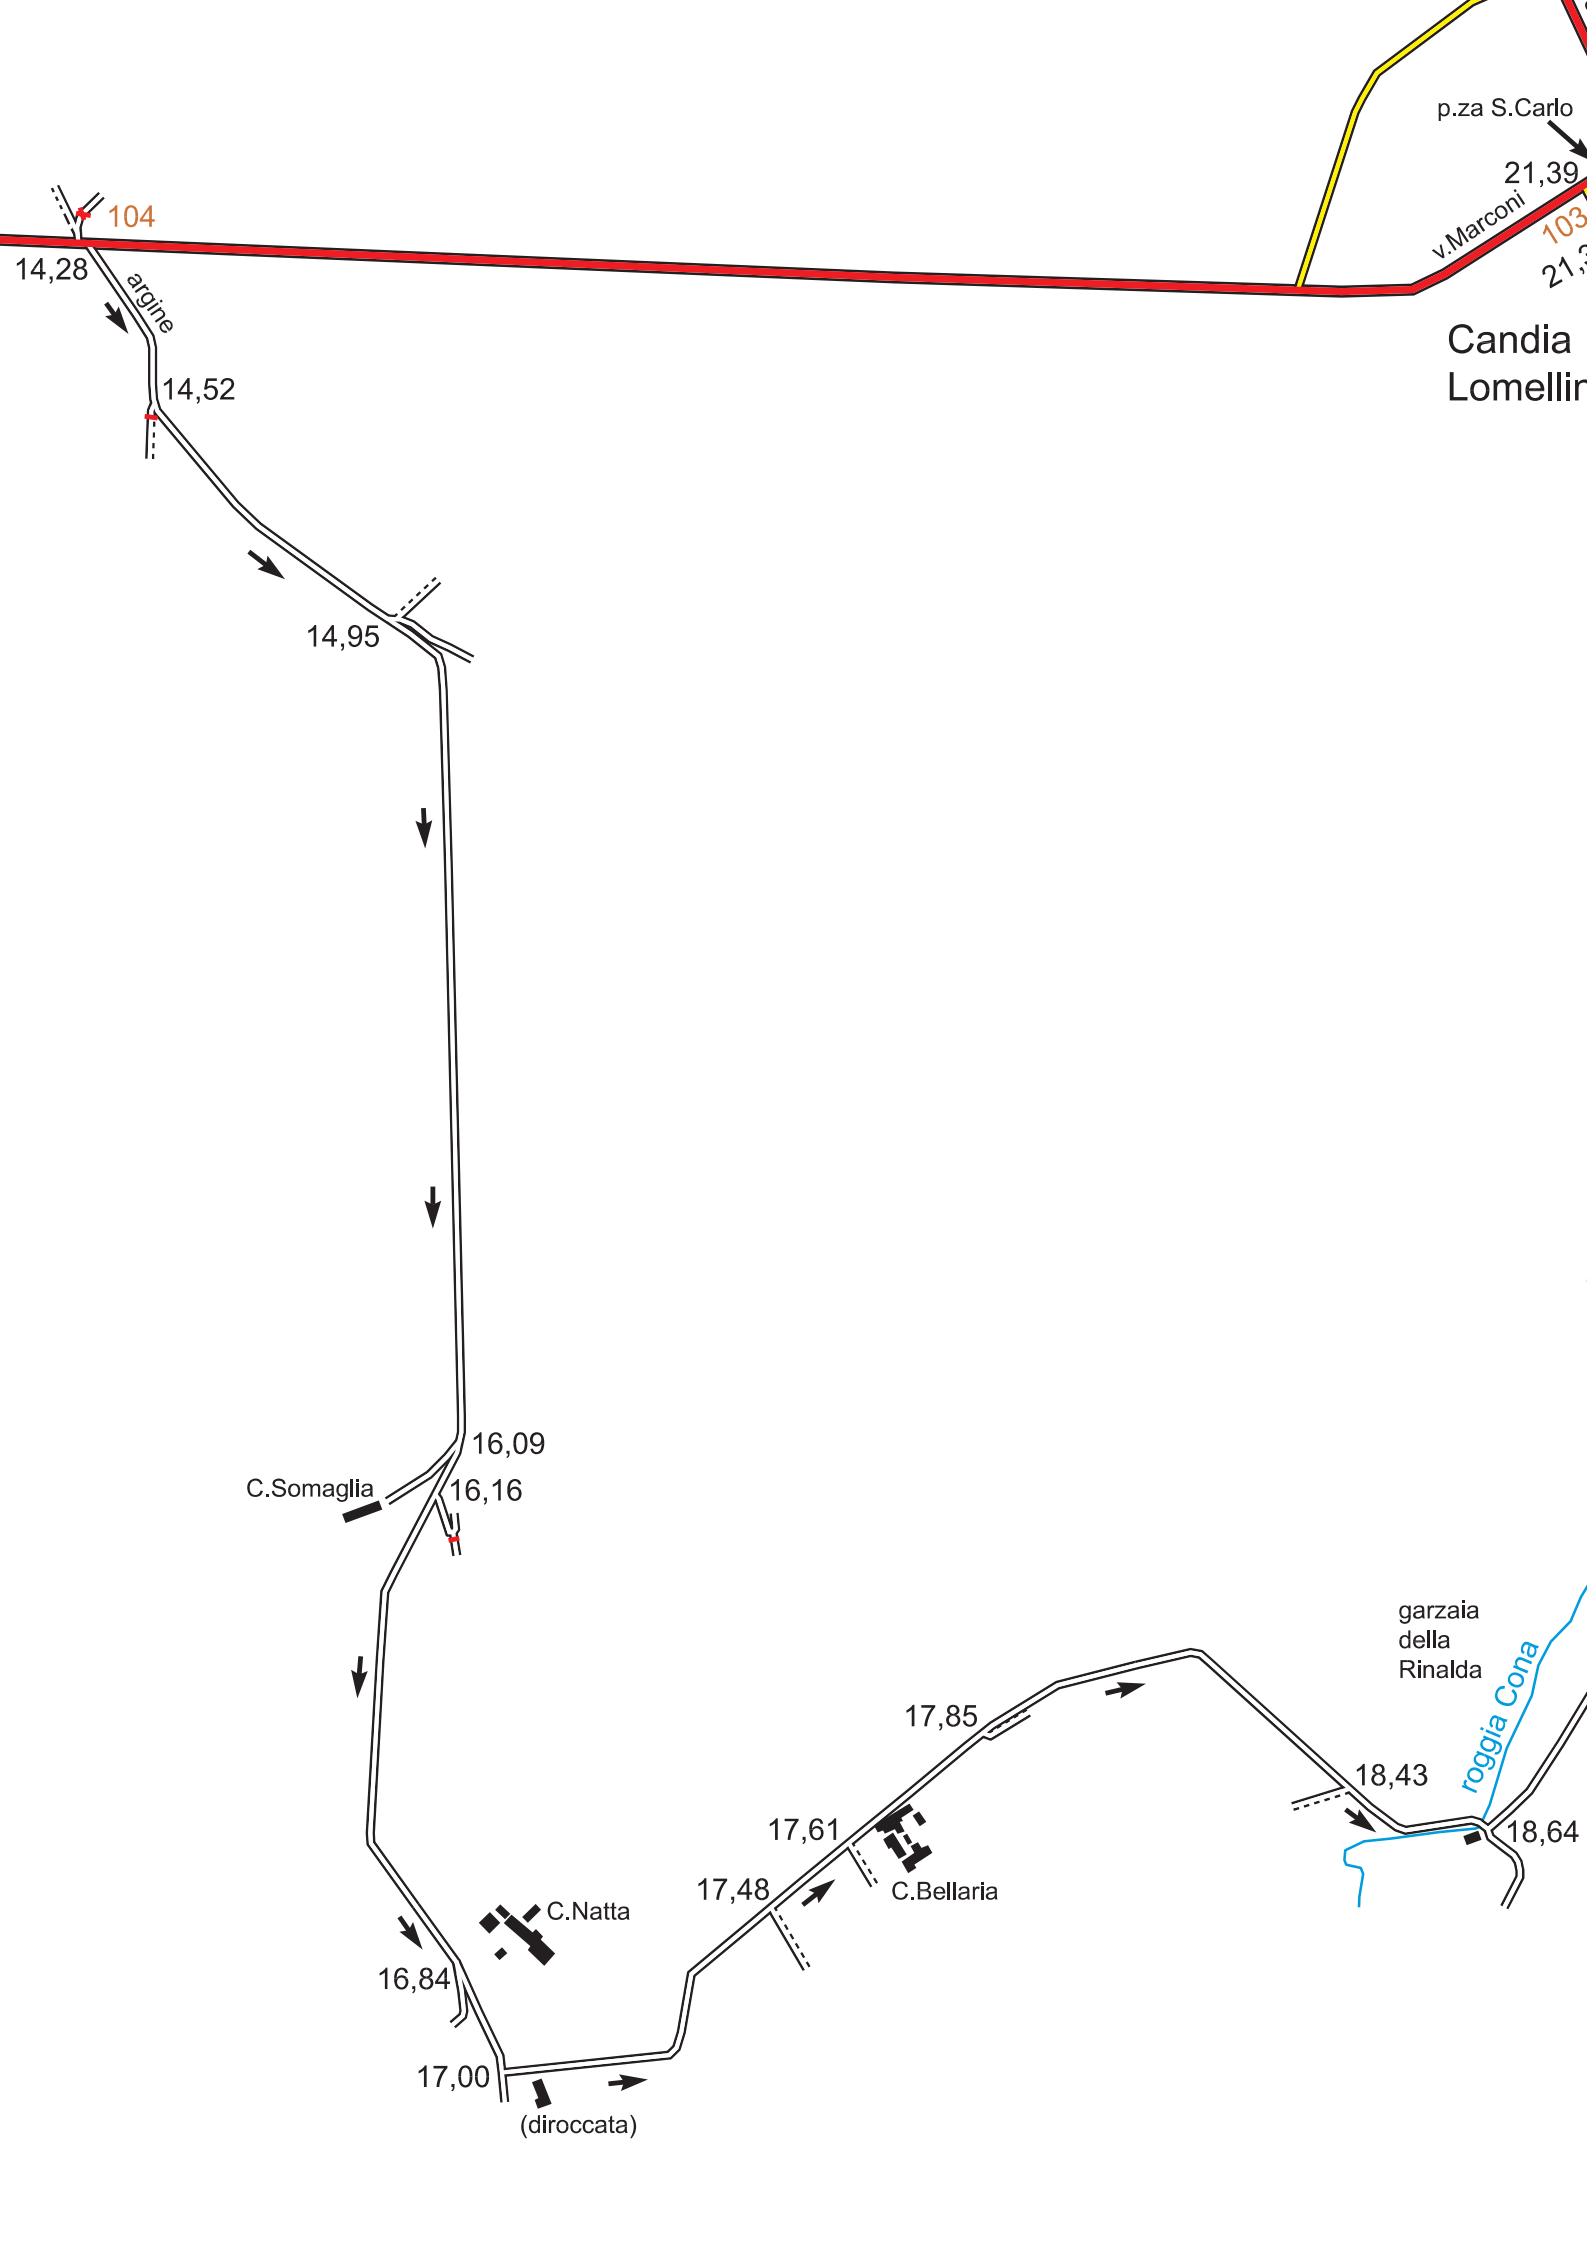 p.za S.Carlo
21,39
v.Marconi
103
104
14,28
argine
Candia
14,52
14,95
16,09
C.Somaglia
16,16
garzaia
della
Rinalda
roggia Cona
17,85
18,43
17,61
18,64
17,48
C.Bellaria
C.Natta
16,84
17,00
(diroccata)